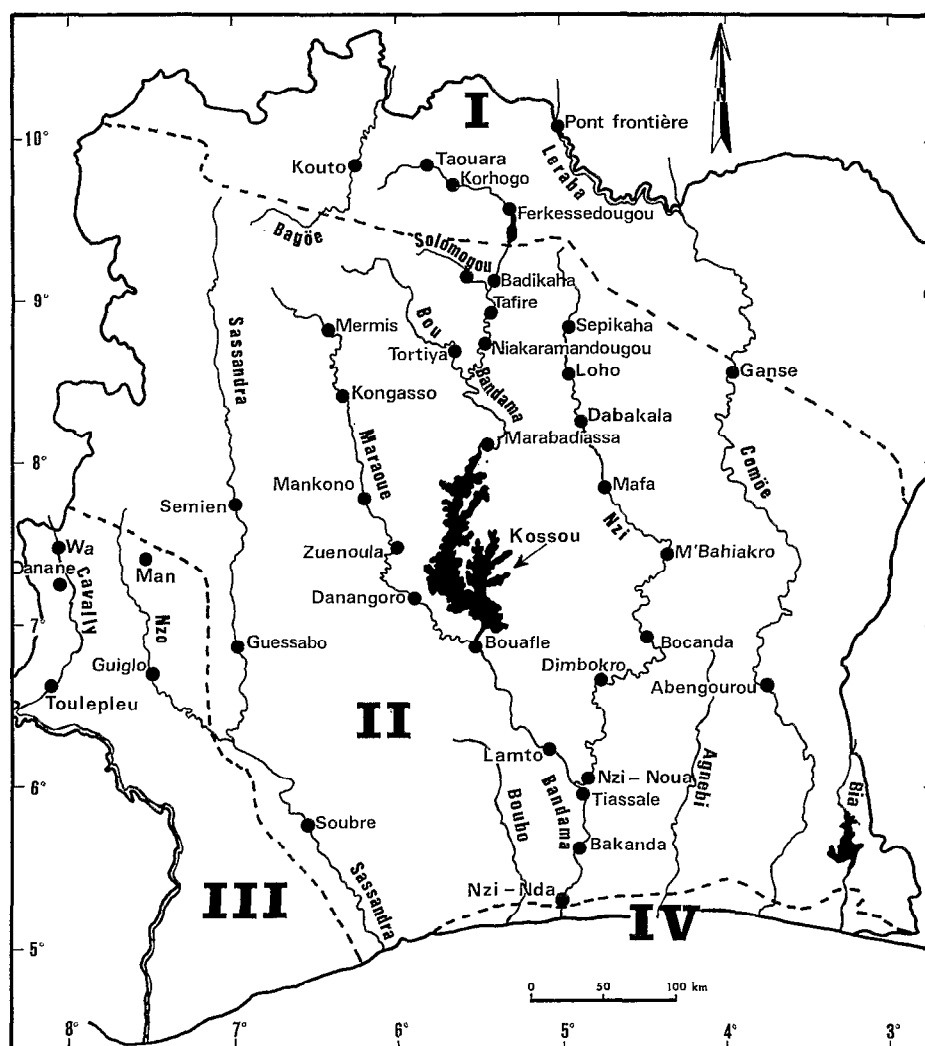 I
N
10°
Pont frontière
Leraba
Kouto
Taouara
Korhogo
Ferkessedougou
Bagöe
Solomogou
Badikaha
9°
Tafire
Sassandra
Mermis
Bou
Sepikaha
Tortiya
Niakaramandougou
Loho
Ganse
Kongasso
Bandama
Dabakala
Marabadiassa
8°
Maraoue
Comöe
Mankono
Mafa
Semien
Nzi
Kossou
Wa
Zuenoula
M'Bahiakro
Danane
Man
Cavally
Danangoro
7°
Nzo
Guessabo
Bouafle
Bocanda
Guiglo
Dimbokro
Abengourou
Toulepleu
II
Lamto
Agnebi
6°
Nzi-Noua
Tiassale
Bia
Boubo
Bandama
Soubre
Bakanda
III
Sassandra
Nzi-Nda
IV
5°
0 50 100 km
8° 7° 6° 5° 4° 3°